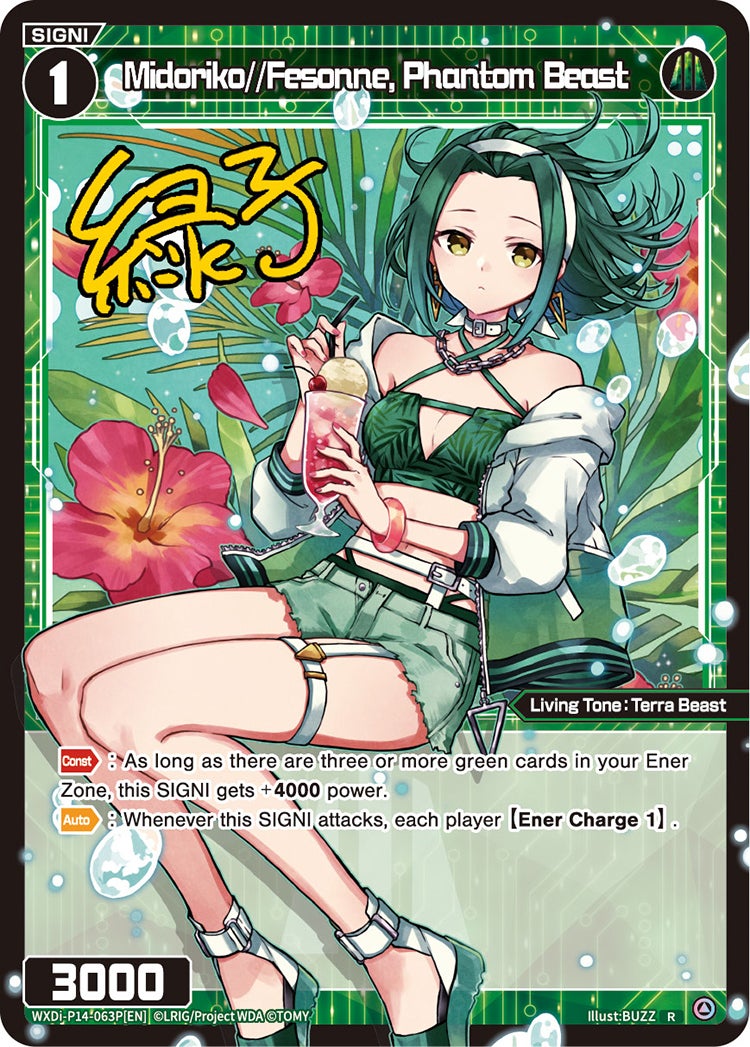 SIGNI
1
Midoriko//Fesonne, Phantom Beast
緑子
Living Tone : Terra Beast
Const : As long as there are three or more green cards in your Ener
Zone, this SIGNI gets +4000 power.
Auto : Whenever this SIGNI attacks, each player 【Ener Charge 1】.
3000
WXDi-P14-063P[EN] ©LRIG/Project WDA ©TOMY
Illust:BUZZ R